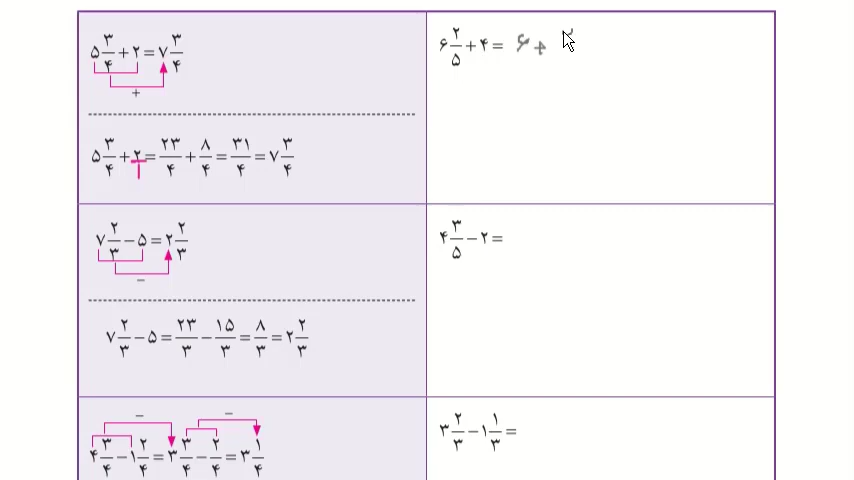 ۵ ۳/۴ + ۲ = ۷ ۳/۴
+
۵ ۳/۴ + ۲/۱ = ۲۳/۴ + ۸/۴ = ۳۱/۴ = ۷ ۳/۴
۶ ۲/۵ + ۴ = ۶ +
۷ ۲/۳ − ۵ = ۲ ۲/۳
−
۷ ۲/۳ − ۵ = ۲۳/۳ − ۱۵/۳ = ۸/۳ = ۲ ۲/۳
۴ ۳/۵ − ۲ =
− −
۴ ۳/۴ − ۱ ۲/۴ = ۳ ۳/۴ − ۲/۴ = ۳ ۱/۴
۳ ۲/۳ − ۱ ۱/۳ =